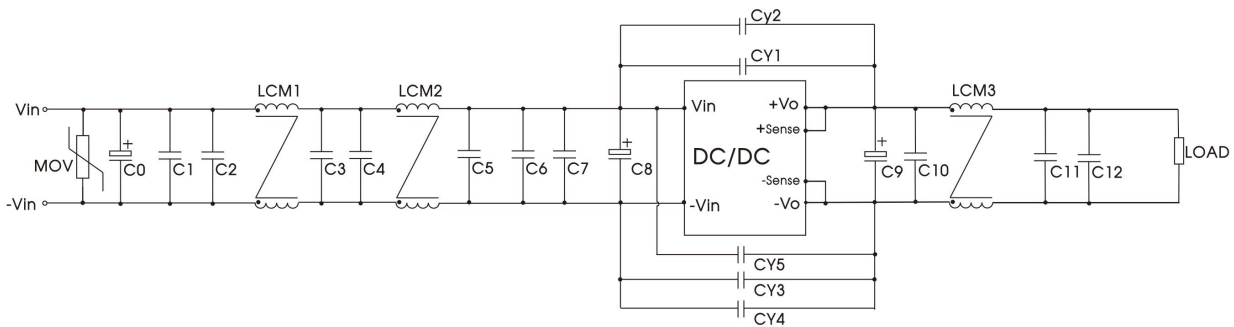 Cy2
CY1
LCM1
LCM2
LCM3
Vin
Vin
+Vo
+Sense
MOV
+
C0
C1
C2
C3
C4
C5
C6
C7
+
C8
DC/DC
+
C9
C10
C11
C12
LOAD
-Sense
-Vin
-Vin
-Vo
CY5
CY3
CY4